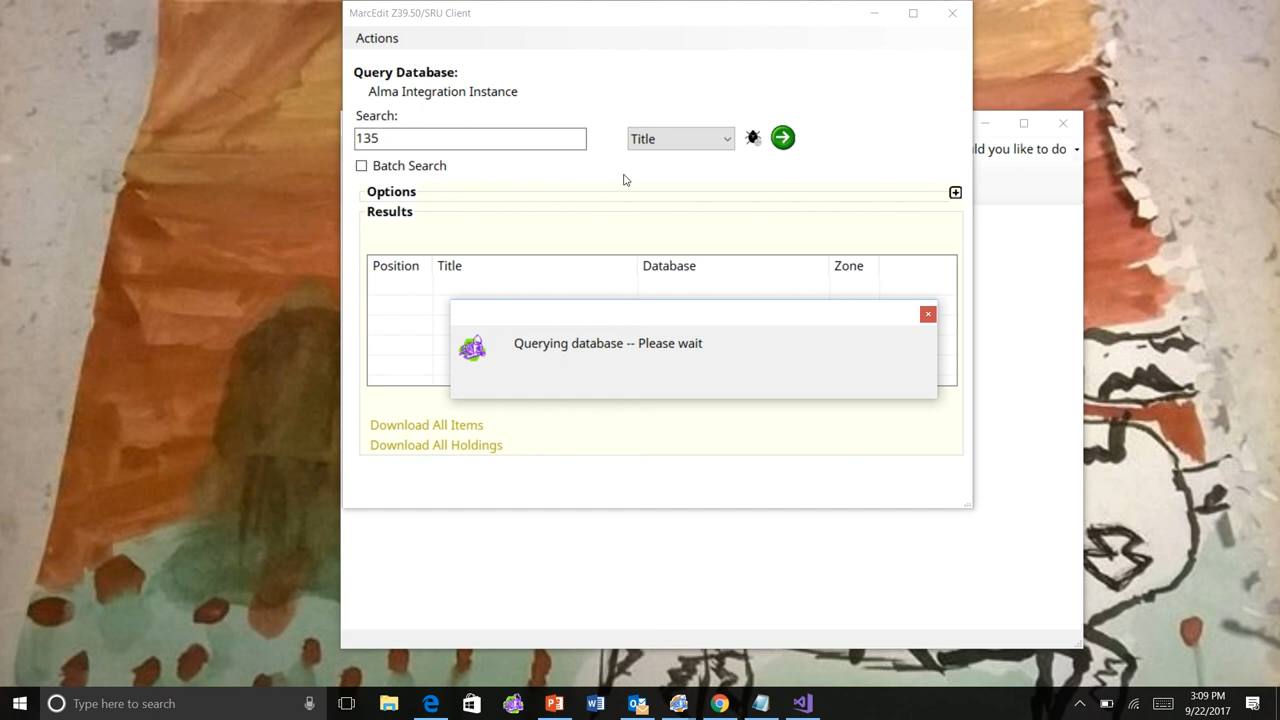 MarcEdit Z39.50/SRU Client
Actions
Query Database:
Alma Integration Instance
Search:
135
Title
Batch Search
ld you like to do
Options
Results
Position Title Database Zone
Querying database -- Please wait
Download All Items
Download All Holdings
Type here to search
3:09 PM
9/22/2017